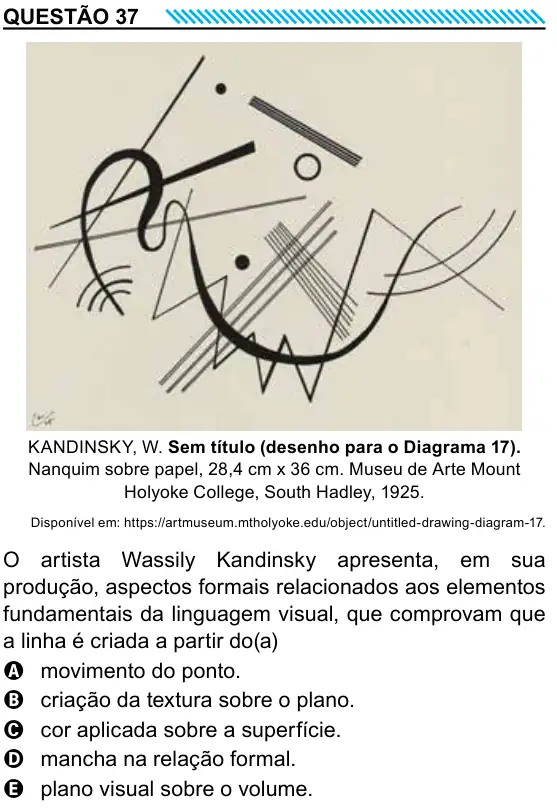 QUESTÃO 37
KANDINSKY, W. Sem título (desenho para o Diagrama 17).
Nanquim sobre papel, 28,4 cm x 36 cm. Museu de Arte Mount
Holyoke College, South Hadley, 1925.
Disponível em: https://artmuseum.mtholyoke.edu/object/untitled-drawing-diagram-17.
O artista Wassily Kandinsky apresenta, em sua
produção, aspectos formais relacionados aos elementos
fundamentais da linguagem visual, que comprovam que
a linha é criada a partir do(a)
A movimento do ponto.
B criação da textura sobre o plano.
C cor aplicada sobre a superfície.
D mancha na relação formal.
E plano visual sobre o volume.